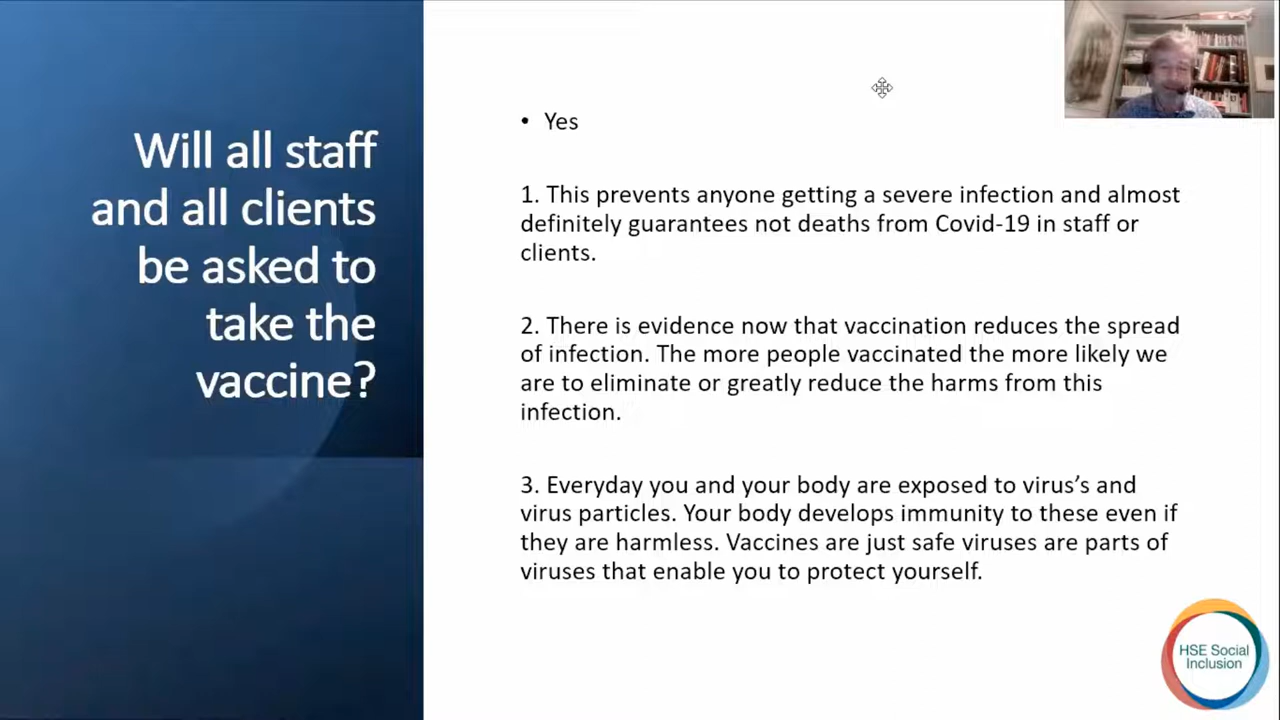 Will all staff
and all clients
be asked to
take the
vaccine?
• Yes
1. This prevents anyone getting a severe infection and almost
definitely guarantees not deaths from Covid-19 in staff or
clients.
2. There is evidence now that vaccination reduces the spread
of infection. The more people vaccinated the more likely we
are to eliminate or greatly reduce the harms from this
infection.
3. Everyday you and your body are exposed to virus’s and
virus particles. Your body develops immunity to these even if
they are harmless. Vaccines are just safe viruses are parts of
viruses that enable you to protect yourself.
HSE Social
Inclusion